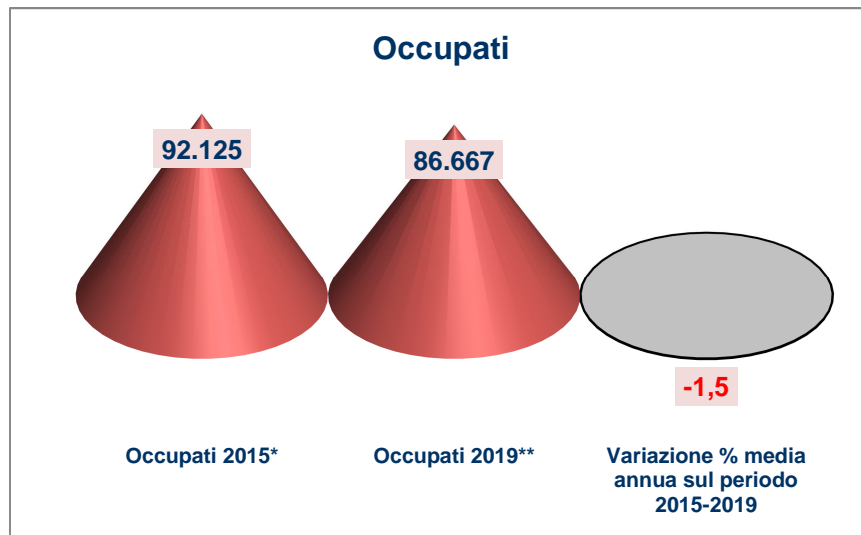 Occupati
92.125
86.667
-1,5
Occupati 2015*
Occupati 2019**
Variazione % media
annua sul periodo
2015-2019